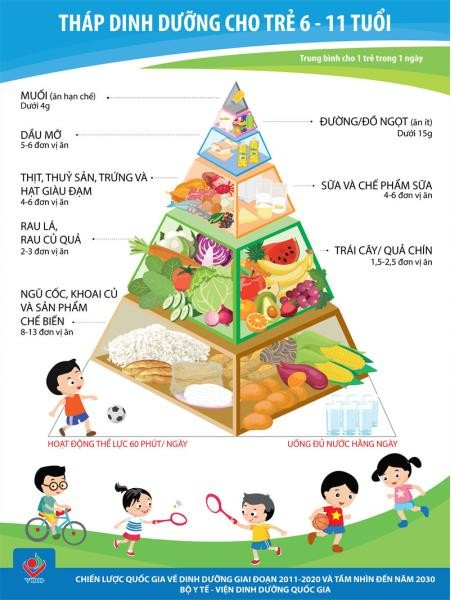 THÁP DINH DƯỠNG CHO TRẺ 6 - 11 TUỔI
Trung bình cho 1 trẻ trong 1 ngày
MUỐI (ăn hạn chế)
Dưới 4g
ĐƯỜNG/ĐỒ NGỌT (ăn ít)
Dưới 15g
DẦU MỠ
5-6 đơn vị ăn
THỊT, THUỶ SẢN, TRỨNG VÀ
HẠT GIÀU ĐẠM
4-6 đơn vị ăn
SỮA VÀ CHẾ PHẨM SỮA
4-6 đơn vị ăn
RAU LÁ,
RAU CỦ QUẢ
2-3 đơn vị ăn
TRÁI CÂY/ QUẢ CHÍN
1,5-2,5 đơn vị ăn
NGŨ CỐC, KHOAI CỦ
VÀ SẢN PHẨM
CHẾ BIẾN
8-13 đơn vị ăn
HOẠT ĐỘNG THỂ LỰC 60 PHÚT/ NGÀY
UỐNG ĐỦ NƯỚC HÀNG NGÀY
CHIẾN LƯỢC QUỐC GIA VỀ DINH DƯỠNG GIAI ĐOẠN 2011-2020 VÀ TẦM NHÌN ĐẾN NĂM 2030
BỘ Y TẾ - VIỆN DINH DƯỠNG QUỐC GIA